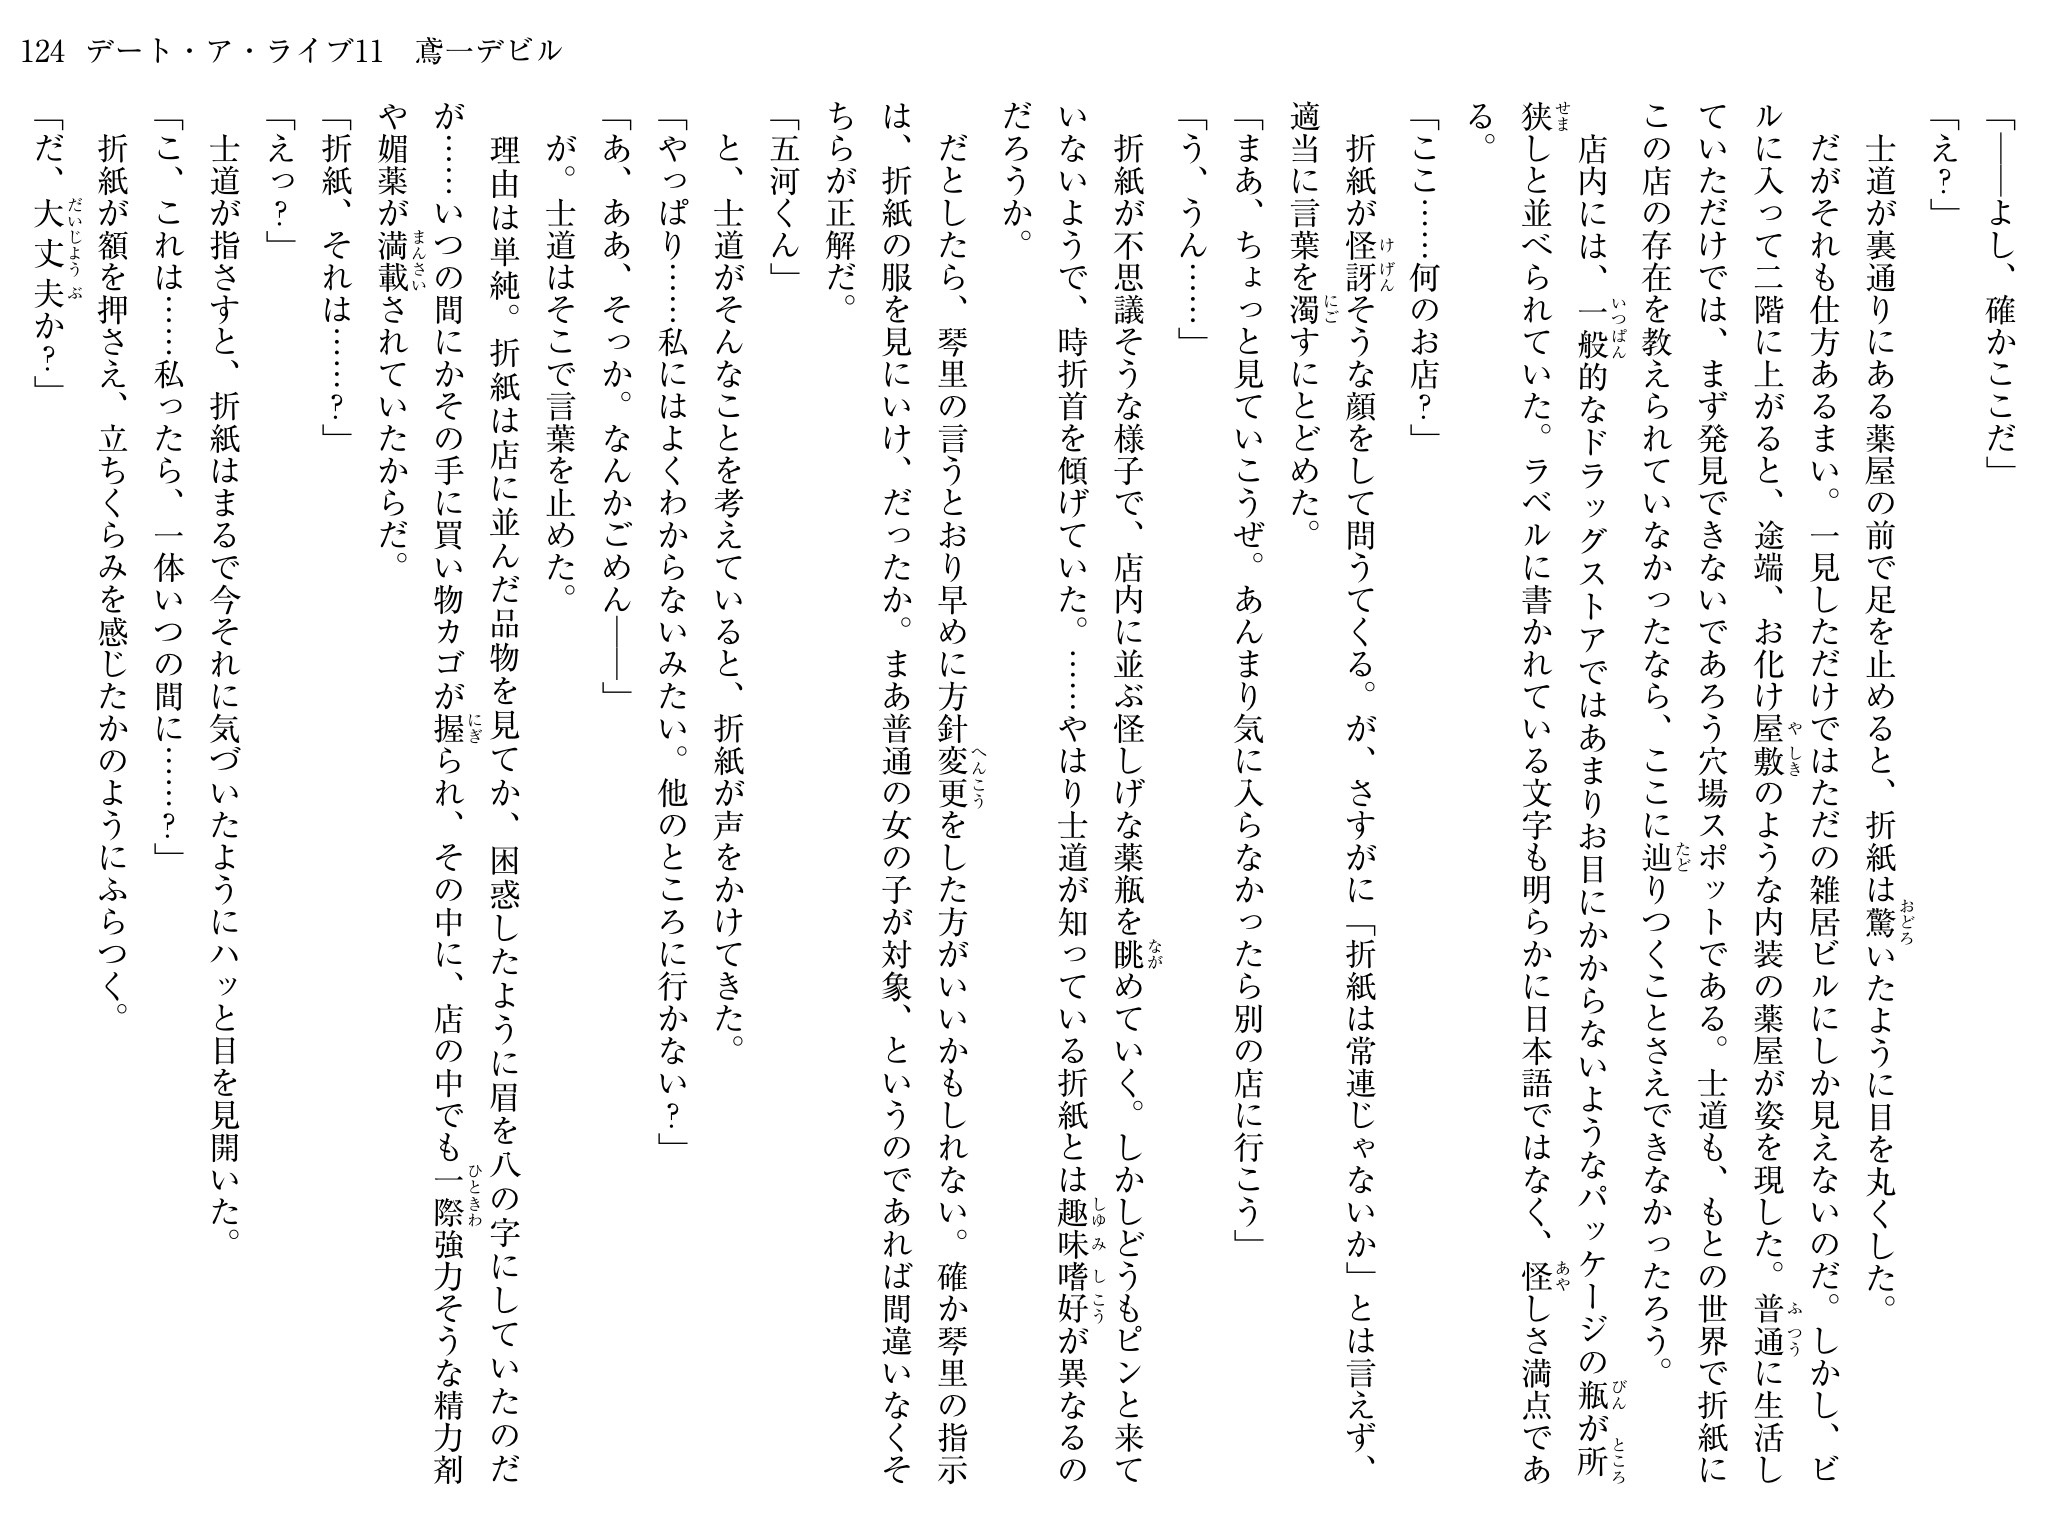 124 デート・ア・ライブ11　鳶一デビル
「――よし、確かここだ」
「え？」
　士道が裏通りにある薬屋の前で足を止めると、折紙は驚いたように目を丸くした。
　だがそれも仕方あるまい。一見しただけではただの雑居ビルにしか見えないのだ。しかし、ビ
ルに入って二階に上がると、途端、お化け屋敷のような内装の薬屋が姿を現した。普通に生活し
ていただけでは、まず発見できないであろう穴場スポットである。士道も、もとの世界で折紙に
この店の存在を教えられていなかったなら、ここに辿りつくことさえできなかったろう。
　店内には、一般的なドラッグストアではあまりお目にかからないようなパッケージの瓶が所
狭しと並べられていた。ラベルに書かれている文字も明らかに日本語ではなく、怪しさ満点であ
る。
「ここ……何のお店？」
　折紙が怪訝そうな顔をして問うてくる。が、さすがに「折紙は常連じゃないか」とは言えず、
適当に言葉を濁すにとどめた。
「まあ、ちょっと見ていこうぜ。あんまり気に入らなかったら別の店に行こう」
「う、うん……」
　折紙が不思議そうな様子で、店内に並ぶ怪しげな薬瓶を眺めていく。しかしどうもピンと来て
いないようで、時折首を傾げていた。……やはり士道が知っている折紙とは趣味嗜好が異なるの
だろうか。
　だとしたら、琴里の言うとおり早めに方針変更をした方がいいかもしれない。確か琴里の指示
は、折紙の服を見にいけ、だったか。まあ普通の女の子が対象、というのであれば間違いなくそ
ちらが正解だ。
「五河くん」
　と、士道がそんなことを考えていると、折紙が声をかけてきた。
「やっぱり……私にはよくわからないみたい。他のところに行かない？」
「あ、ああ、そっか。なんかごめん――」
　が。士道はそこで言葉を止めた。
　理由は単純。折紙は店に並んだ品物を見てか、困惑したように眉を八の字にしていたのだ
が……いつの間にかその手に買い物カゴが握られ、その中に、店の中でも一際強力そうな精力剤
や媚薬が満載されていたからだ。
「折紙、それは……？」
「えっ？」
　士道が指さすと、折紙はまるで今それに気づいたようにハッと目を見開いた。
「こ、これは……私ったら、一体いつの間に……？」
　折紙が額を押さえ、立ちくらみを感じたかのようにふらつく。
「だ、大丈夫か？」